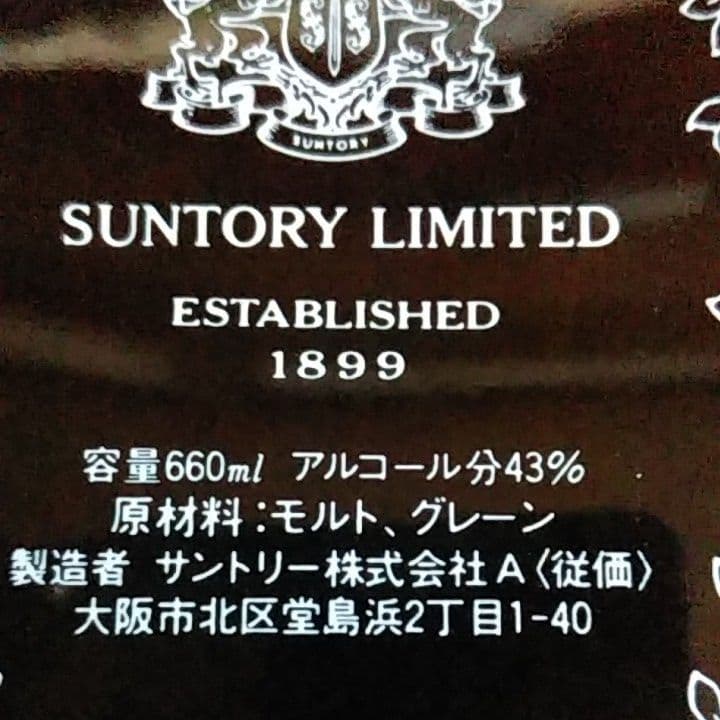 SUNTORY
SUNTORY LIMITED
ESTABLISHED
1899
容量660ml アルコール分43%
原材料:モルト、グレーン
製造者 サントリー株式会社A〈従価〉
大阪市北区堂島浜2丁目1-40